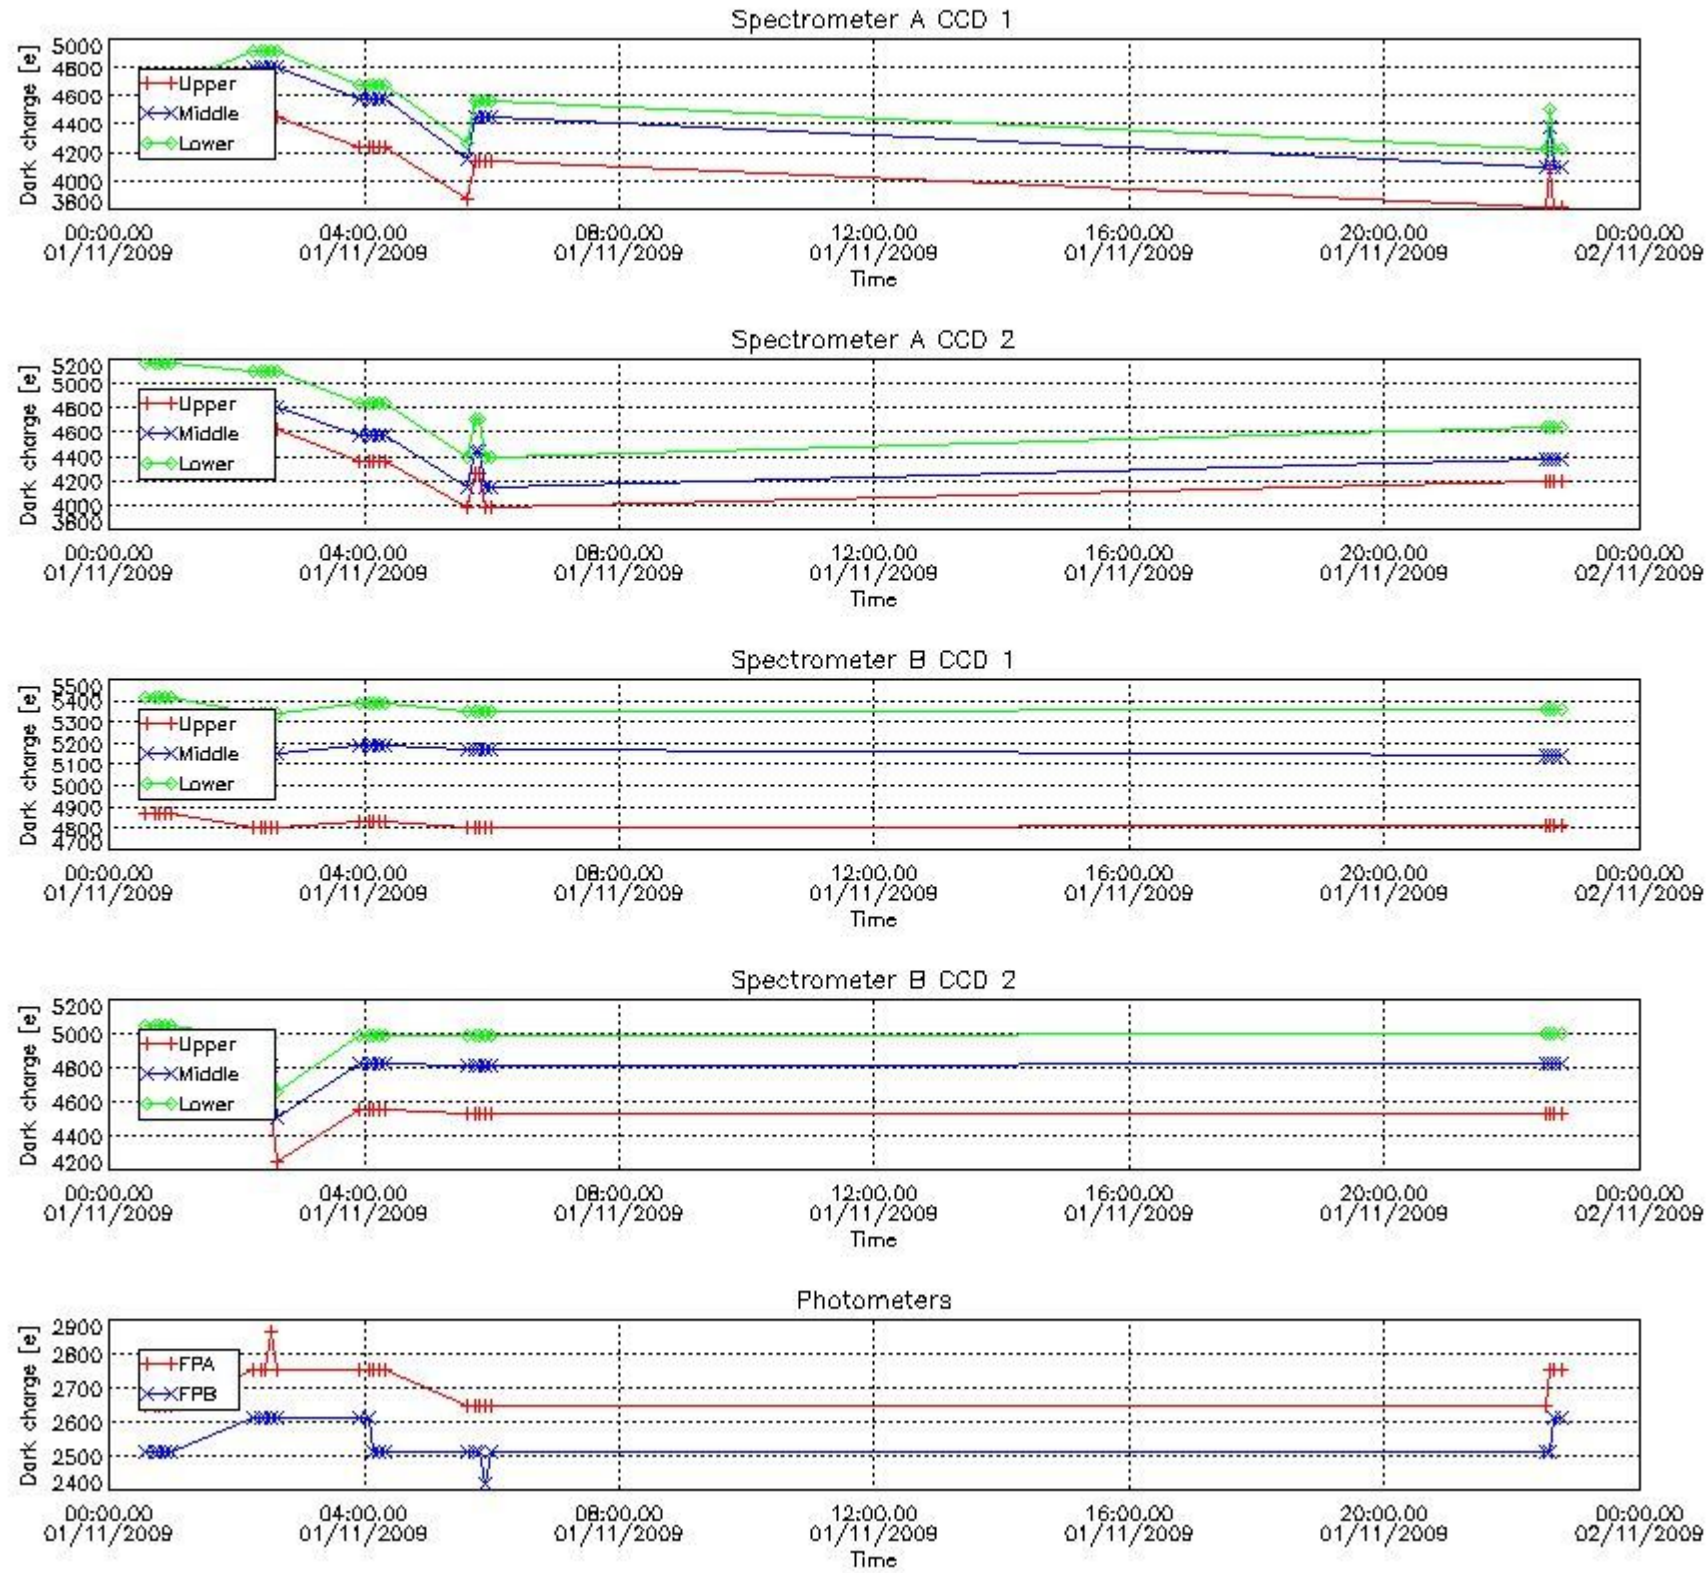 Spectrometer A CCD 1
Dark charge [e]
5000
4800
4600
4400
4200
4000
3800
Upper
Middle
Lower
00:00.00 04:00.00 08:00.00 12:00.00 16:00.00 20:00.00 00:00.00
01/11/2009 01/11/2009 01/11/2009 01/11/2009 01/11/2009 01/11/2009 02/11/2009
Time
Spectrometer A CCD 2
Dark charge [e]
5200
5000
4800
4600
4400
4200
4000
3800
Upper
Middle
Lower
00:00.00 04:00.00 08:00.00 12:00.00 16:00.00 20:00.00 00:00.00
01/11/2009 01/11/2009 01/11/2009 01/11/2009 01/11/2009 01/11/2009 02/11/2009
Time
Spectrometer B CCD 1
Dark charge [e]
5500
5400
5300
5200
5100
5000
4900
4800
4700
Upper
Middle
Lower
00:00.00 04:00.00 08:00.00 12:00.00 16:00.00 20:00.00 00:00.00
01/11/2009 01/11/2009 01/11/2009 01/11/2009 01/11/2009 01/11/2009 02/11/2009
Time
Spectrometer B CCD 2
Dark charge [e]
5200
5000
4800
4600
4400
4200
Upper
Middle
Lower
00:00.00 04:00.00 08:00.00 12:00.00 16:00.00 20:00.00 00:00.00
01/11/2009 01/11/2009 01/11/2009 01/11/2009 01/11/2009 01/11/2009 02/11/2009
Time
Photometers
Dark charge [e]
2900
2800
2700
2600
2500
2400
FPA
FPB
00:00.00 04:00.00 08:00.00 12:00.00 16:00.00 20:00.00 00:00.00
01/11/2009 01/11/2009 01/11/2009 01/11/2009 01/11/2009 01/11/2009 02/11/2009
Time